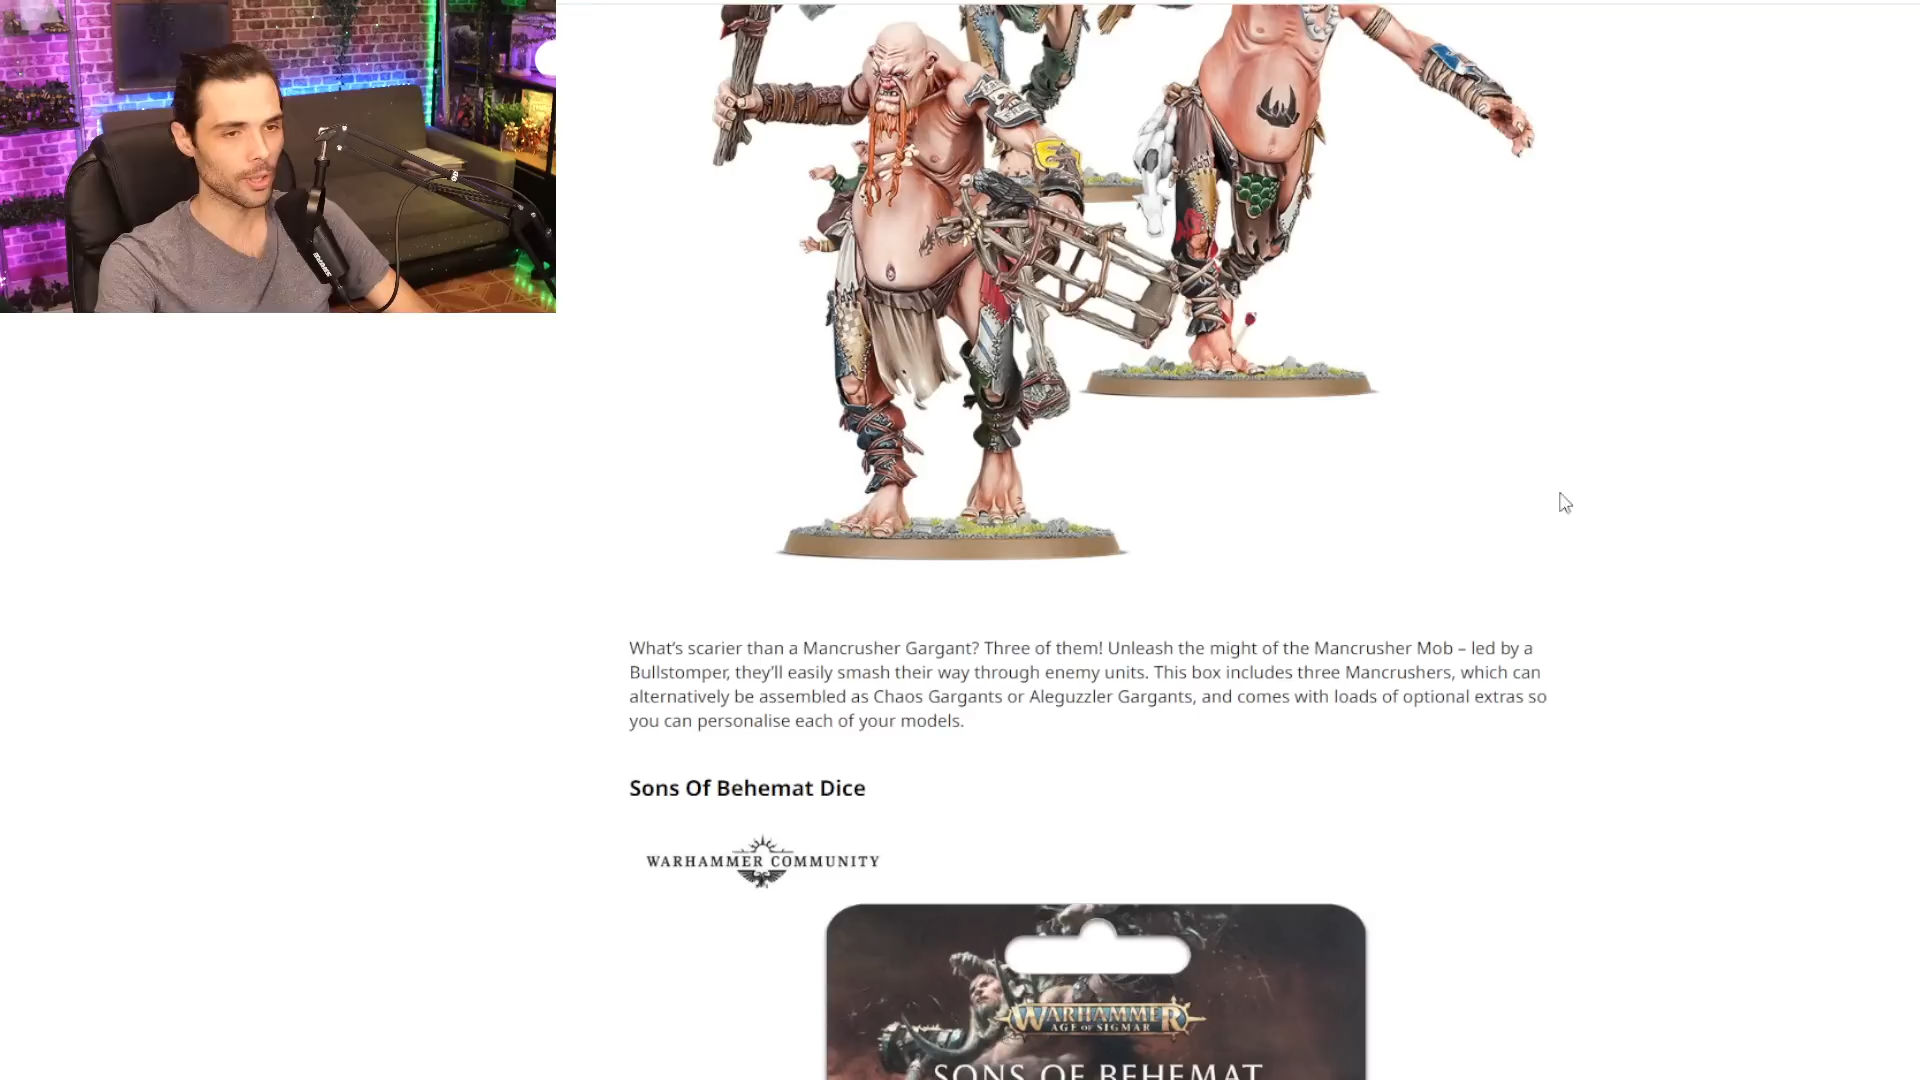 What's scarier than a Mancrusher Gargant? Three of them! Unleash the might of the Mancrusher Mob – led by a
Bullstomper, they'll easily smash their way through enemy units. This box includes three Mancrushers, which can
alternatively be assembled as Chaos Gargants or Aleguzzler Gargants, and comes with loads of optional extras so
you can personalise each of your models.
Sons Of Behemat Dice
WARHAMMER COMMUNITY
WARHAMMER
AGE OF SIGMAR
SONS OF BEHEMAT